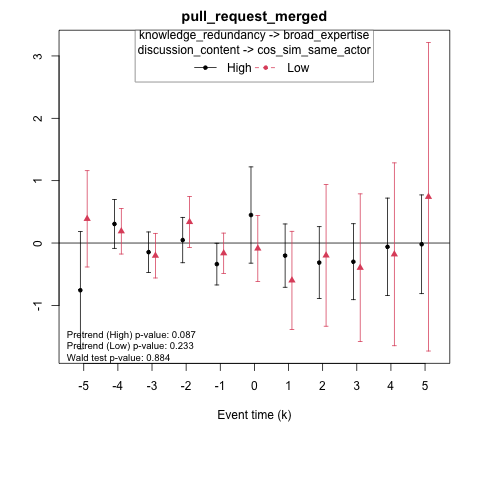 pull_request_merged
knowledge_redundancy -> broad_expertise
discussion_content -> cos_sim_same_actor
High Low
3
2
1
0
-1
Pretrend (High) p-value: 0.087
Pretrend (Low) p-value: 0.233
Wald test p-value: 0.884
-5 -4 -3 -2 -1 0 1 2 3 4 5
Event time (k)